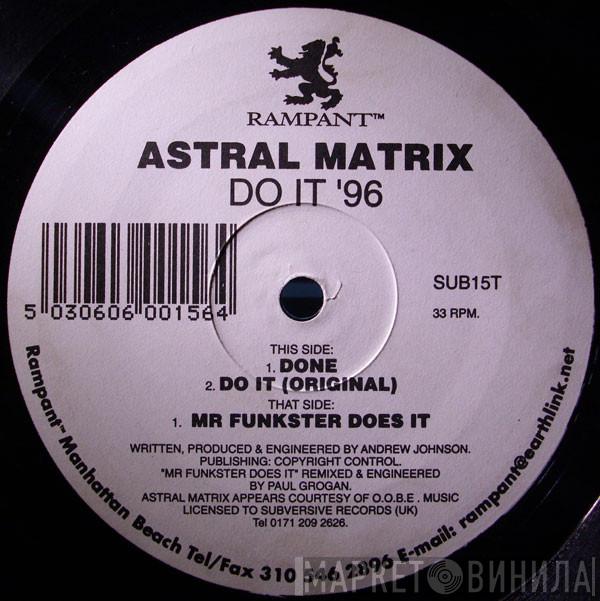 RAMPANT™
ASTRAL MATRIX
DO IT '96
5 030606 001564
SUB15T
33 RPM.
THIS SIDE:
1. DONE
2. DO IT (ORIGINAL)
THAT SIDE:
1. MR FUNKSTER DOES IT
WRITTEN, PRODUCED & ENGINEERED BY ANDREW JOHNSON.
PUBLISHING: COPYRIGHT CONTROL.
"MR FUNKSTER DOES IT" REMIXED & ENGINEERED
BY PAUL GROGAN.
ASTRAL MATRIX APPEARS COURTESY OF O.O.B.E . MUSIC
LICENSED TO SUBVERSIVE RECORDS (UK)
Tel 0171 209 2626.
Rampant™ Manhattan Beach Tel/Fax 310 546 2896 E-mail: rampant@earthlink.net
МАРКЕТ ВИНИЛА